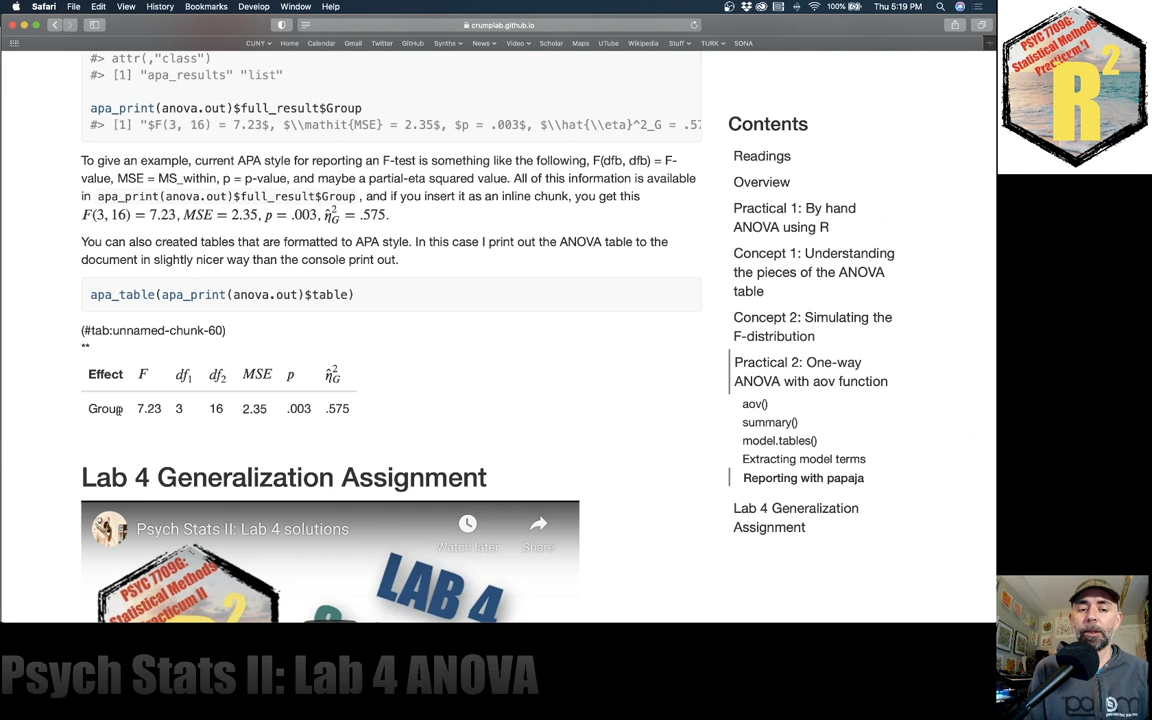 Safari File Edit View History Bookmarks Develop Window Help 100% Thu 5:19 PM
crumplab.github.io
CUNY Home Calendar Gmail Twitter GitHub Synths News Video Scholar Maps UTube Wikipedia Stuff TURK SONA
#> attr(,"class")
#> [1] "apa_results" "list"
apa_print(anova.out)$full_result$Group
#> [1] "$F(3, 16) = 7.23$, $\\mathit{MSE} = 2.35$, $p = .003$, $\\hat{\\eta}^2_G = .57
To give an example, current APA style for reporting an F-test is something like the following, F(dfb, dfb) = F-
value, MSE = MS_within, p = p-value, and maybe a partial-eta squared value. All of this information is available
in apa_print(anova.out)$full_result$Group , and if you insert it as an inline chunk, you get this
F(3, 16) = 7.23, MSE = 2.35, p = .003, η̂²G = .575.
You can also created tables that are formatted to APA style. In this case I print out the ANOVA table to the
document in slightly nicer way than the console print out.
apa_table(apa_print(anova.out)$table)
(#tab:unnamed-chunk-60)
**
Effect F df1 df2 MSE p η̂²G
Group 7.23 3 16 2.35 .003 .575
Lab 4 Generalization Assignment
Psych Stats II: Lab 4 solutions
Watch later Share
PSYC 7709G:
Statistical Methods
Practicum II
R2
LAB 4
Contents
Readings
Overview
Practical 1: By hand
ANOVA using R
Concept 1: Understanding
the pieces of the ANOVA
table
Concept 2: Simulating the
F-distribution
Practical 2: One-way
ANOVA with aov function
aov()
summary()
model.tables()
Extracting model terms
Reporting with papaja
Lab 4 Generalization
Assignment
PSYC 7709G:
Statistical Methods
Practicum I
R2
Psych Stats II: Lab 4 ANOVA